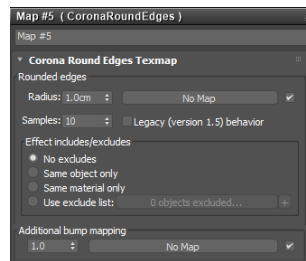 Map #5 ( CoronaRoundEdges )
Map #5
Corona Round Edges Texmap
Rounded edges
Radius: 1.0cm No Map
Samples: 10 Legacy (version 1.5) behavior
Effect includes/excludes
No excludes
Same object only
Same material only
Use exclude list: 0 objects excluded... +
Additional bump mapping
1.0 No Map